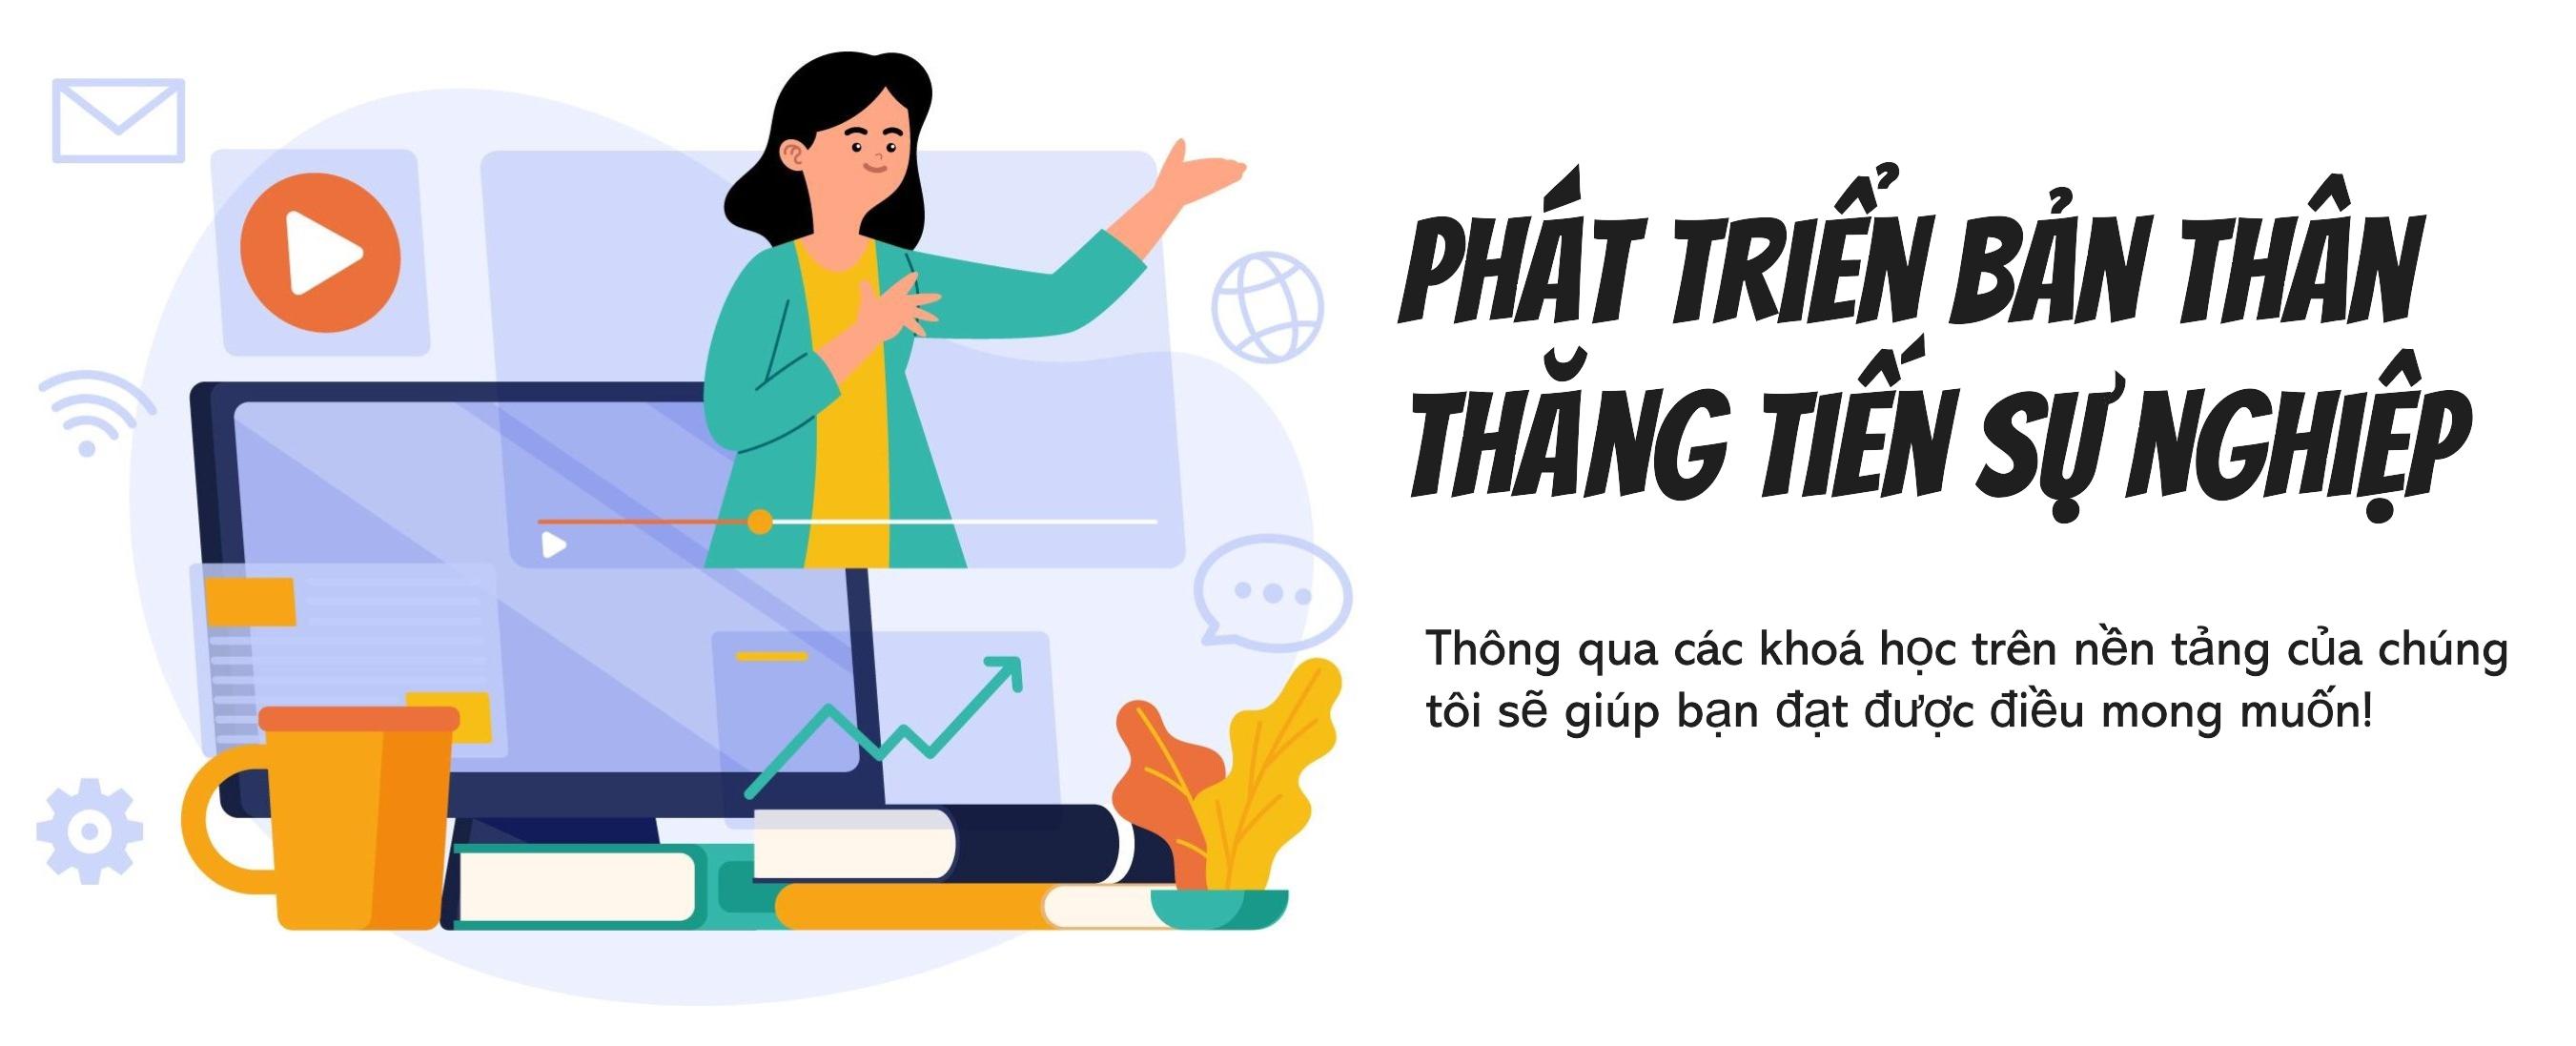 PHÁT TRIỂN BẢN THÂN
THĂNG TIẾN SỰ NGHIỆP
Thông qua các khoá học trên nền tảng của chúng
tôi sẽ giúp bạn đạt được điều mong muốn!